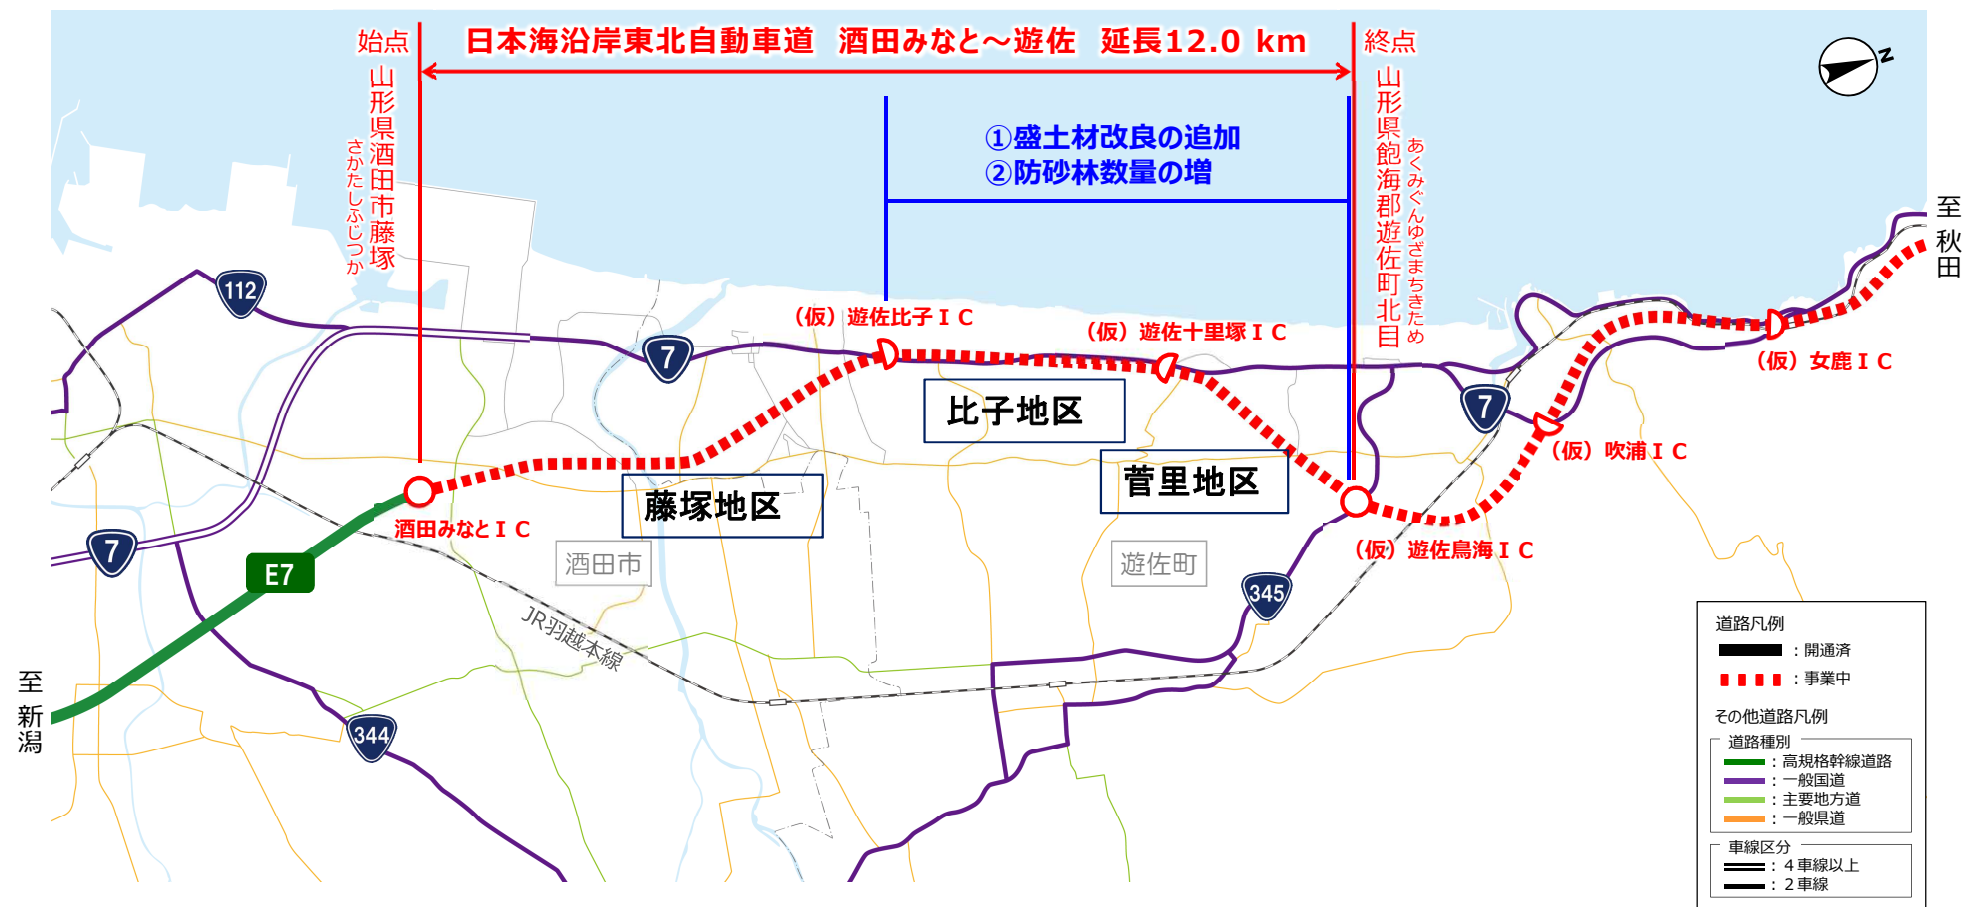 日本海沿岸東北自動車道　酒田みなと～遊佐　延長12.0 km
始点
山形県酒田市藤塚
さかたしふじつか
終点
山形県飽海郡遊佐町北目
あくみぐんゆざまちきため
N
①盛土材改良の追加
②防砂林数量の増
至 秋田
112
7
（仮）遊佐比子ＩＣ
（仮）遊佐十里塚ＩＣ
（仮）女鹿ＩＣ
比子地区
7
（仮）吹浦ＩＣ
菅里地区
藤塚地区
酒田みなとＩＣ
（仮）遊佐鳥海ＩＣ
7
E7
酒田市
遊佐町
345
JR羽越本線
至 新潟
344
道路凡例
：開通済
：事業中
その他道路凡例
道路種別
：高規格幹線道路
：一般国道
：主要地方道
：一般県道
車線区分
：４車線以上
：２車線